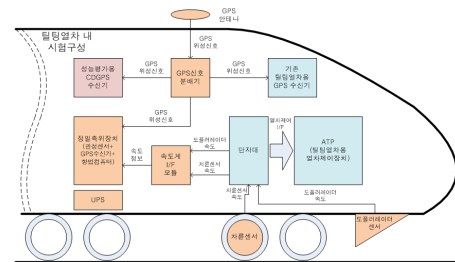 틸팅열차 내
시험구성
GPS
안테나
GPS
위성신호
성능평가용
CDGPS
수신기
GPS
위성신호
GPS신호
분배기
GPS
위성신호
기존
틸팅열차용
GPS 수신기
GPS
위성신호
정밀측위장치
(관성센서+
GPS수신기+
항법컴퓨터)
속도
정보
속도계
I/F
모듈
도플러레이더
속도
차륜센서
속도
단자대
열차제어
I/F
ATP
(틸팅열차용
열차제어장치)
UPS
차륜센서
속도
도플러레이더
속도
차륜센서
도플러레이더
센서